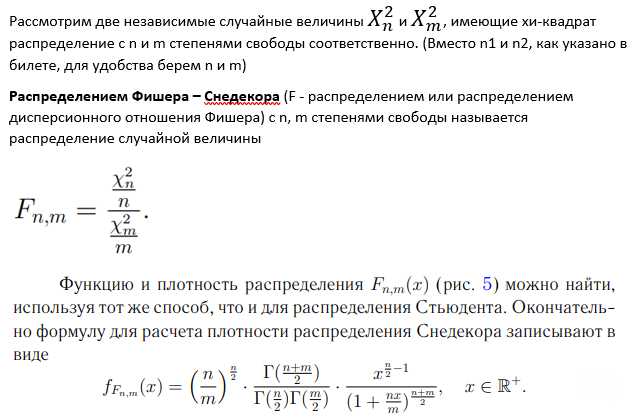 Рассмотрим две независимые случайные величины X_n^2 и X_m^2, имеющие хи-квадрат
распределение с n и m степенями свободы соответственно. (Вместо n1 и n2, как указано в
билете, для удобства берем n и m)
Распределением Фишера – Снедекора (F - распределением или распределением
дисперсионного отношения Фишера) с n, m степенями свободы называется
распределение случайной величины
F_{n,m} = \frac{\frac{\chi_n^2}{n}}{\frac{\chi_m^2}{m}}.
Функцию и плотность распределения F_{n,m}(x) (рис. 5) можно найти,
используя тот же способ, что и для распределения Стьюдента. Окончатель-
но формулу для расчета плотности распределения Снедекора записывают в
виде
f_{F_{n,m}}(x) = \left(\frac{n}{m}\right)^{\frac{n}{2}} \cdot \frac{\Gamma(\frac{n+m}{2})}{\Gamma(\frac{n}{2})\Gamma(\frac{m}{2})} \cdot \frac{x^{\frac{n}{2}-1}}{(1 + \frac{nx}{m})^{\frac{n+m}{2}}}, x ∈ ℝ^+.